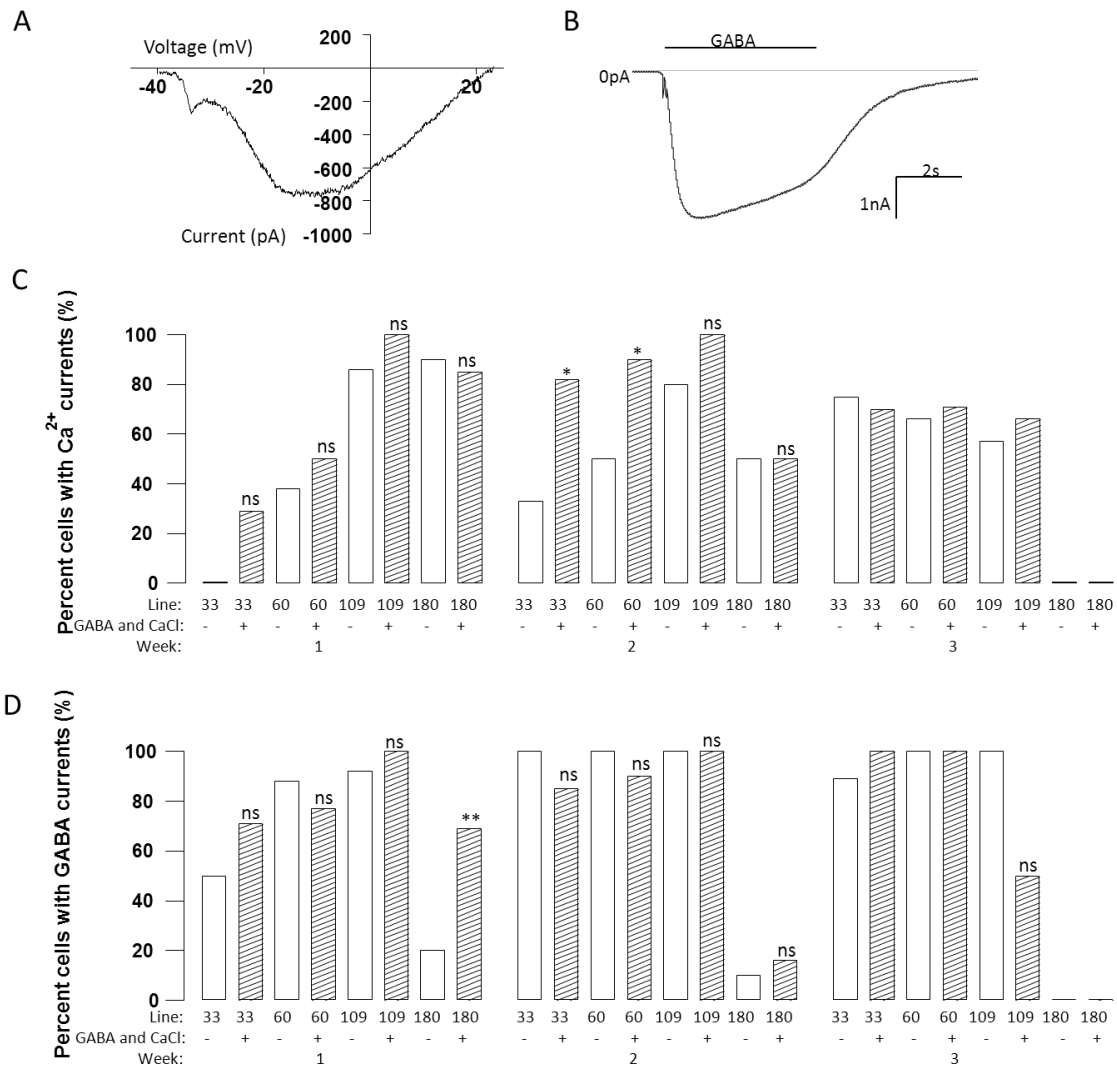 A
Voltage (mV)
200
-40
-20
20
-200
-400
-600
-800
-1000
Current (pA)
B
GABA
0pA
2s
1nA
C
Percent cells with Ca2+ currents (%)
100
80
60
40
20
0
ns
ns
ns
ns
*
*
ns
ns
Line: 33 33 60 60 109 109 180 180 33 33 60 60 109 109 180 180 33 33 60 60 109 109 180 180
GABA and CaCl: - + - + - + - + - + - + - + - + - + - + - + - +
Week: 1 2 3
D
Percent cells with GABA currents (%)
100
80
60
40
20
0
ns
ns
ns
**
ns
ns
ns
ns
ns
Line: 33 33 60 60 109 109 180 180 33 33 60 60 109 109 180 180 33 33 60 60 109 109 180 180
GABA and CaCl: - + - + - + - + - + - + - + - + - + - + - + - +
Week: 1 2 3